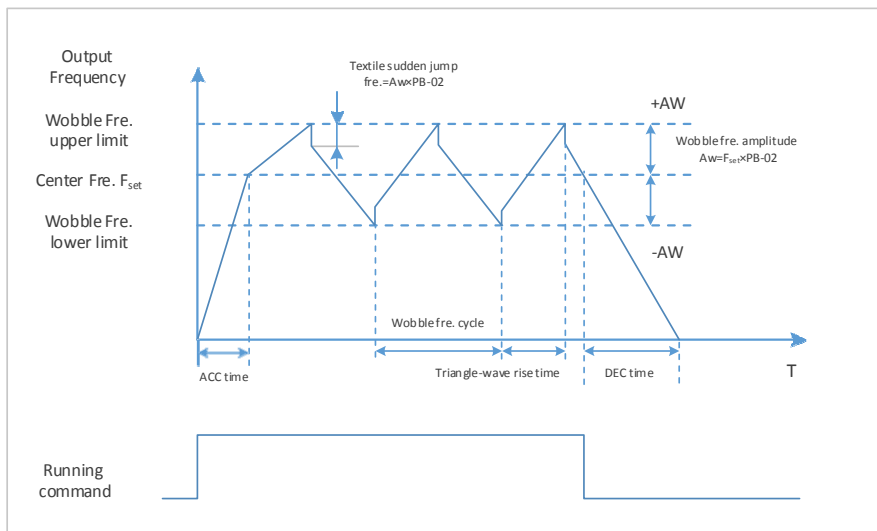 Output
Frequency
Textile sudden jump
fre.=Aw×PB-02
Wobble Fre.
upper limit
+AW
Wobble fre. amplitude
Aw=Fset×PB-02
Center Fre. Fset
Wobble Fre.
lower limit
-AW
Wobble fre. cycle
ACC time
Triangle-wave rise time
DEC time
T
Running
command